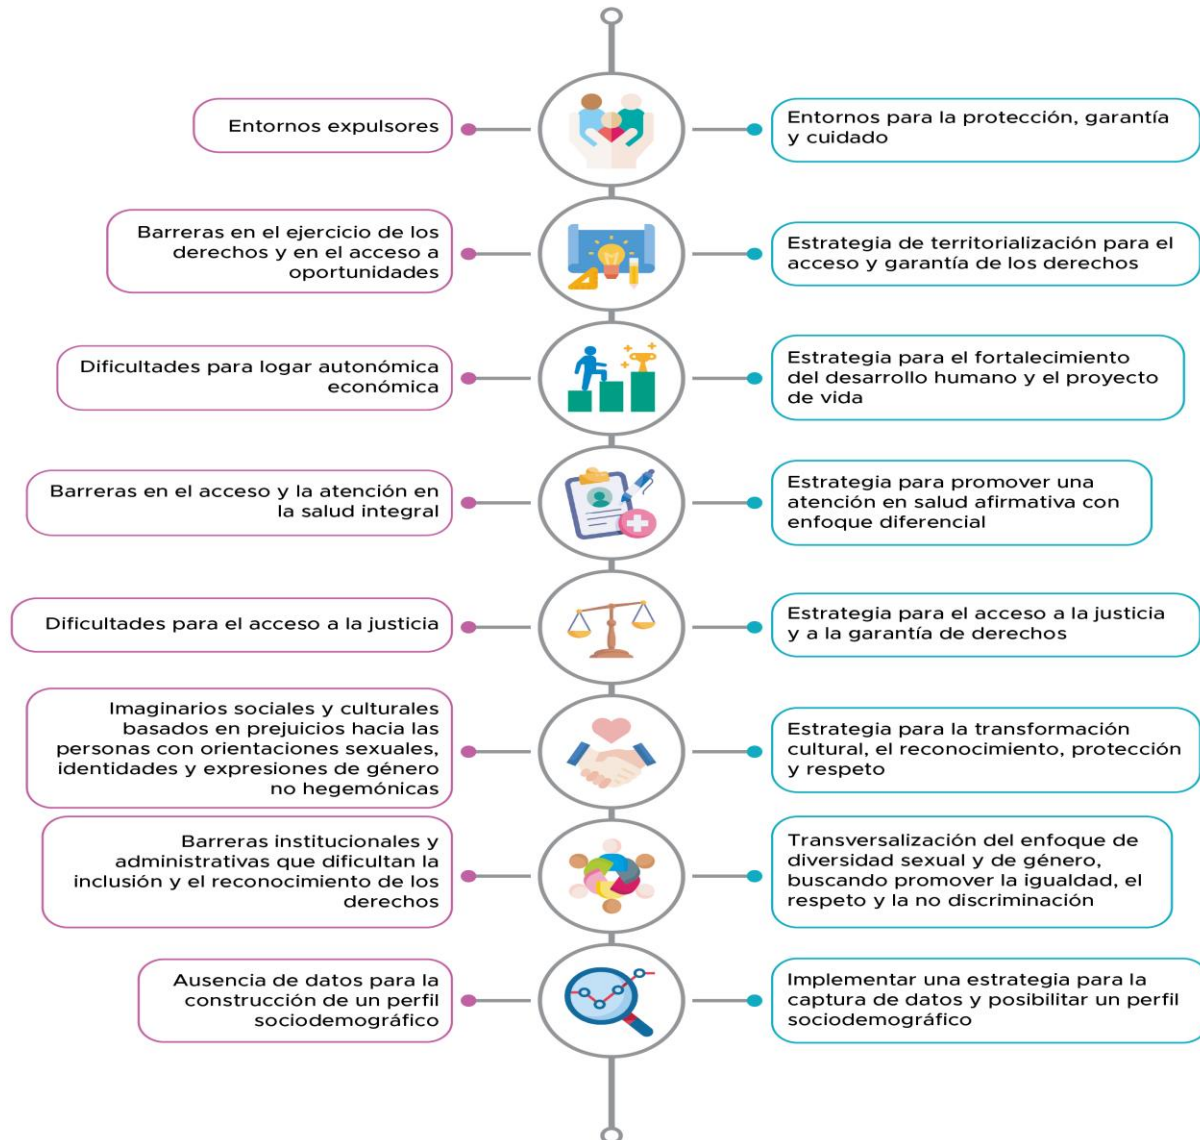 Entornos expulsores
Entornos para la protección, garantía
y cuidado
Barreras en el ejercicio de los
derechos y en el acceso a
oportunidades
Estrategia de territorialización para el
acceso y garantía de los derechos
Dificultades para logar autonómica
económica
Estrategia para el fortalecimiento
del desarrollo humano y el proyecto
de vida
Barreras en el acceso y la atención en
la salud integral
Estrategia para promover una
atención en salud afirmativa con
enfoque diferencial
Dificultades para el acceso a la justicia
Estrategia para el acceso a la justicia
y a la garantía de derechos
Imaginarios sociales y culturales
basados en prejuicios hacia las
personas con orientaciones sexuales,
identidades y expresiones de género
no hegemónicas
Estrategia para la transformación
cultural, el reconocimiento, protección
y respeto
Barreras institucionales y
administrativas que dificultan la
inclusión y el reconocimiento de los
derechos
Transversalización del enfoque de
diversidad sexual y de género,
buscando promover la igualdad, el
respeto y la no discriminación
Ausencia de datos para la
construcción de un perfil
sociodemográfico
Implementar una estrategia para la
captura de datos y posibilitar un perfil
sociodemográfico